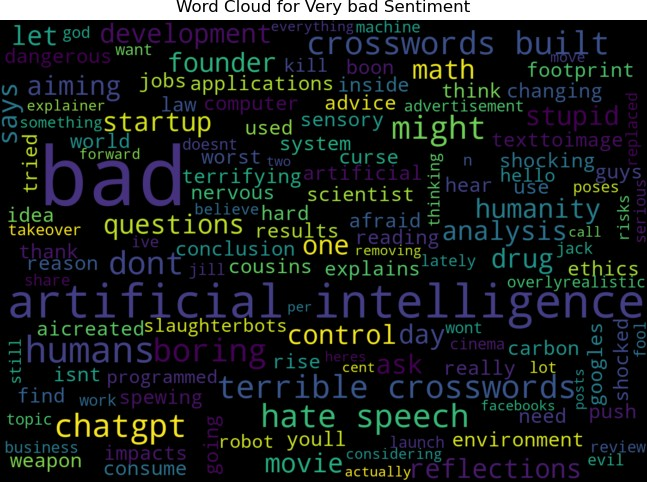 Word Cloud for Very bad Sentiment
let god development everything machine
dangerous want founder kill boon crosswords built move
says aiming jobs applications inside math footprint
explainer law computer advice think changing
something startup used sensory advertisement stupid replaced
tried world doesnt system might texttoimage
forward bad worst two curse thinking n shocking guys
terrifying artificial hear hello
nervous scientist use poses serious
idea believe hard afraid humanity risks
takeover questions results reading analysis call
thank ive conclusion one removing drug jack
reason dont jill cousins explains lately ethics
share overlyrealistic
artificial intelligence
per
aicreated slaughterbots control day wont carbon googles shocked fool
still humans boring heres cinema
isnt programmed rise cent ask really lot
find work spewing terrible crosswords posts
topic chatgpt going hate speech facebooks need push
business impacts robot youll launch environment review
weapon consume movie considering actually reflections evil